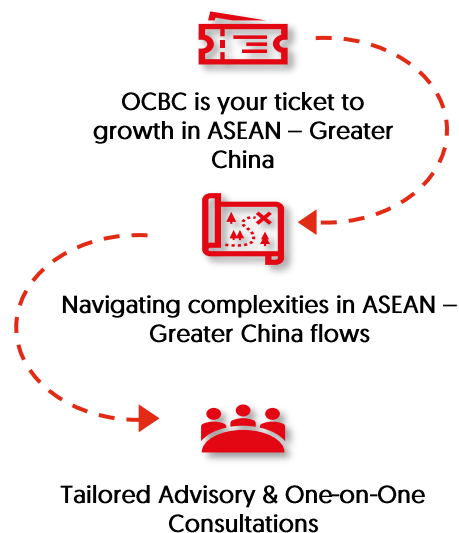 OCBC is your ticket to
growth in ASEAN – Greater
China
Navigating complexities in ASEAN –
Greater China flows
Tailored Advisory & One-on-One
Consultations